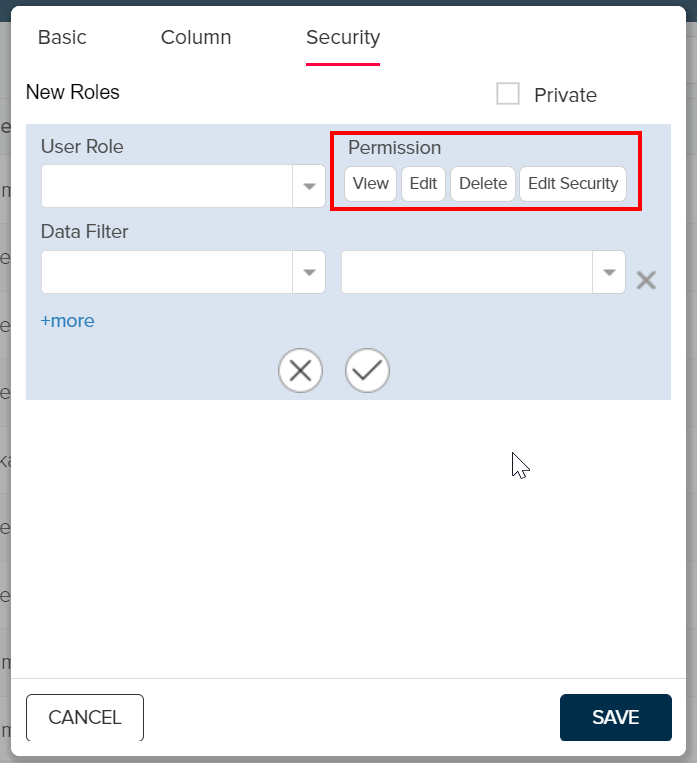 Basic Column Security
New Roles Private
User Role Permission
View Edit Delete Edit Security
Data Filter
+more
CANCEL SAVE